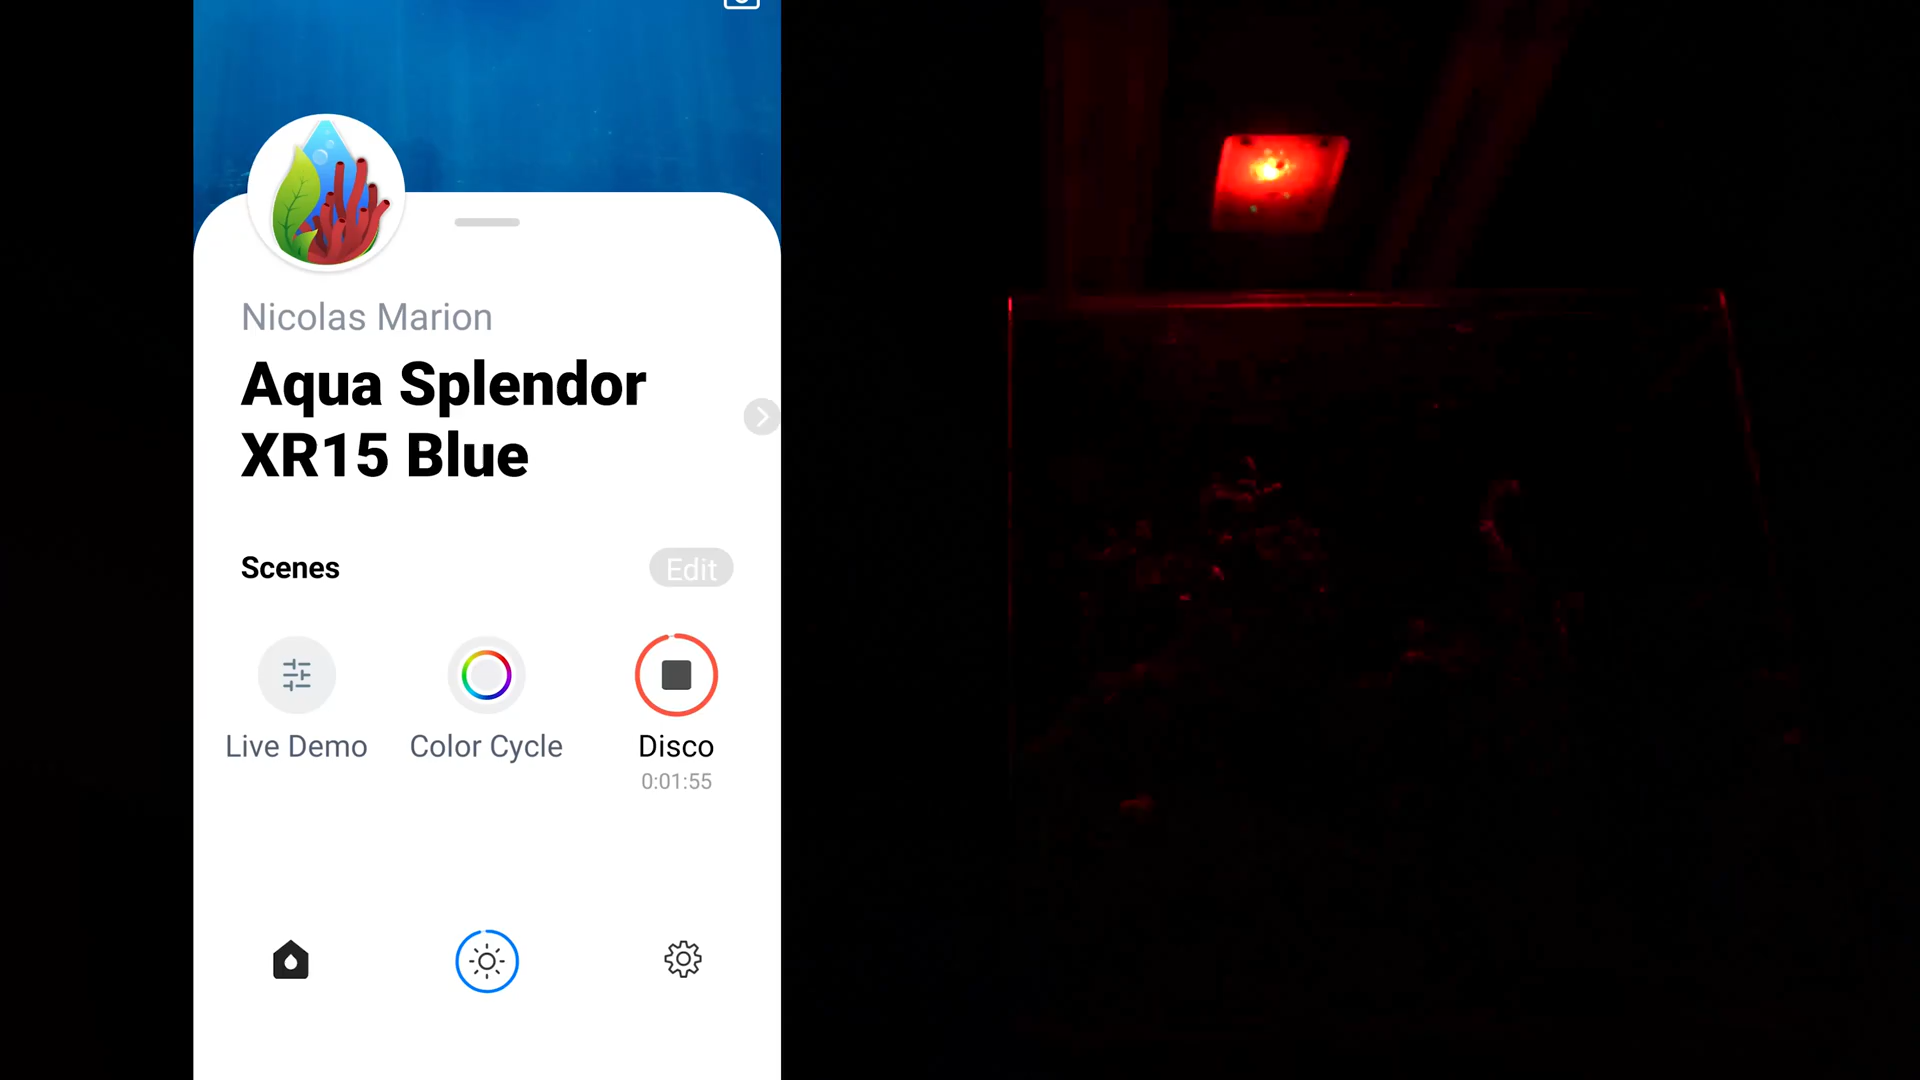 Nicolas Marion
Aqua Splendor
XR15 Blue
Scenes
Edit
Live Demo
Color Cycle
Disco
0:01:55